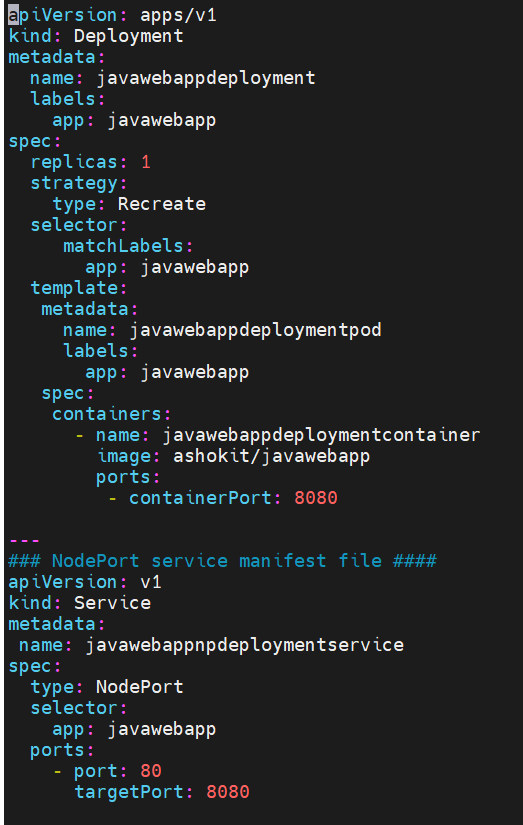 apiVersion: apps/v1
kind: Deployment
metadata:
  name: javawebappdeployment
  labels:
    app: javawebapp
spec:
  replicas: 1
  strategy:
    type: Recreate
  selector:
     matchLabels:
       app: javawebapp
  template:
   metadata:
     name: javawebappdeploymentpod
     labels:
       app: javawebapp
   spec:
    containers:
      - name: javawebappdeploymentcontainer
        image: ashokit/javawebapp
        ports:
         - containerPort: 8080

---
### NodePort service manifest file ####
apiVersion: v1
kind: Service
metadata:
 name: javawebappnpdeploymentservice
spec:
  type: NodePort
  selector:
    app: javawebapp
  ports:
    - port: 80
      targetPort: 8080